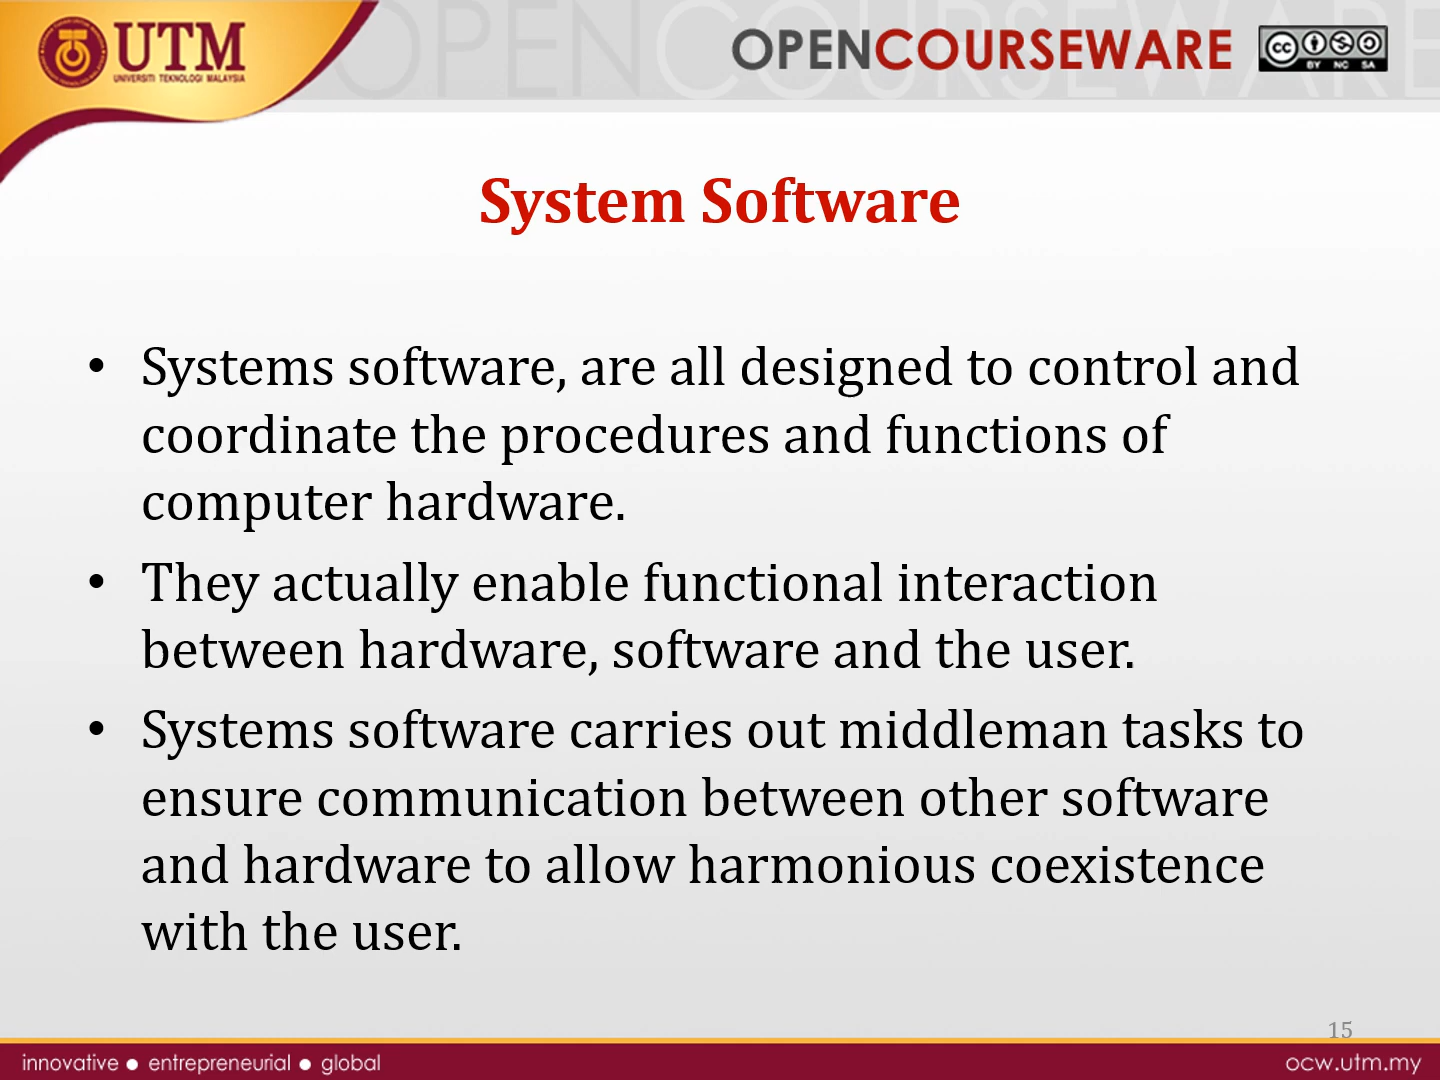 UTM
UNIVERSITI TEKNOLOGI MALAYSIA
OPENCOURSEWARE
OPENCOURSEWARE
cc
BY NC SA
System Software
• Systems software, are all designed to control and
coordinate the procedures and functions of
computer hardware.
• They actually enable functional interaction
between hardware, software and the user.
• Systems software carries out middleman tasks to
ensure communication between other software
and hardware to allow harmonious coexistence
with the user.
15
innovative ● entrepreneurial ● global
ocw.utm.my